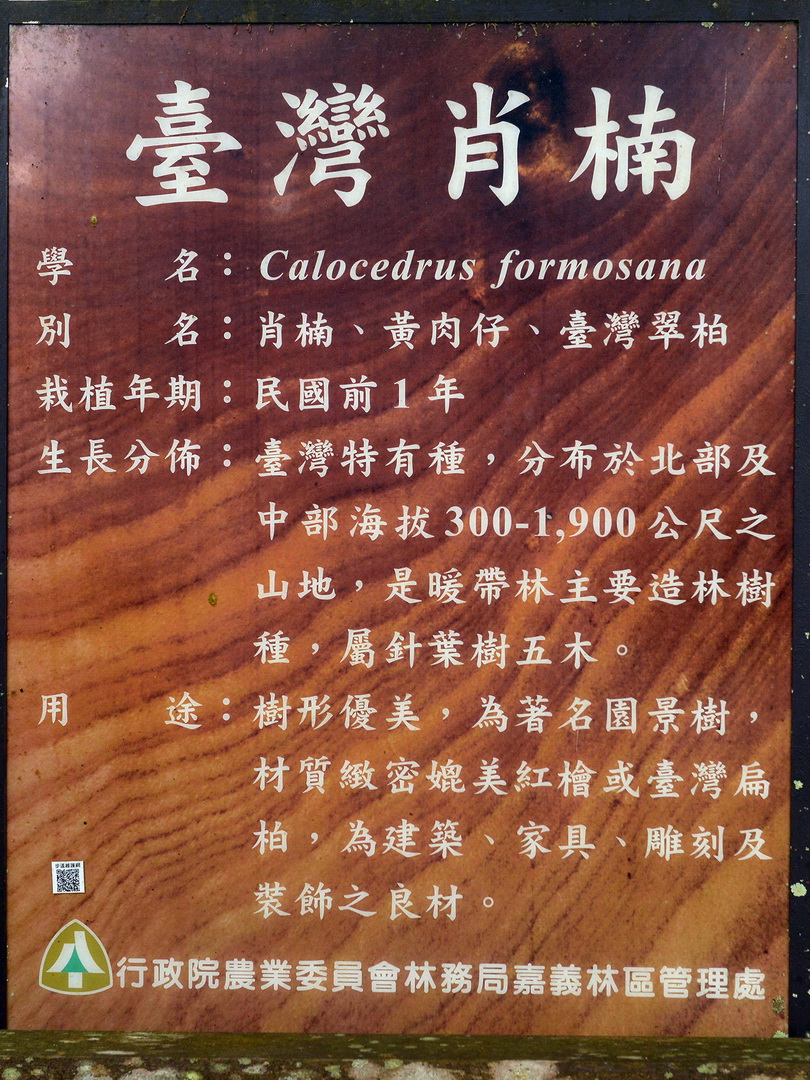 臺灣肖楠
學名：Calocedrus formosana
別名：肖楠、黃肉仔、臺灣翠柏
栽植年期：民國前1年
生長分佈：臺灣特有種，分布於北部及
中部海拔300-1,900公尺之
山地，是暖帶林主要造林樹
種，屬針葉樹五木。
用途：樹形優美，為著名園景樹，
材質緻密媲美紅檜或臺灣扁
柏，為建築、家具、雕刻及
裝飾之良材。
行政院農業委員會林務局嘉義林區管理處